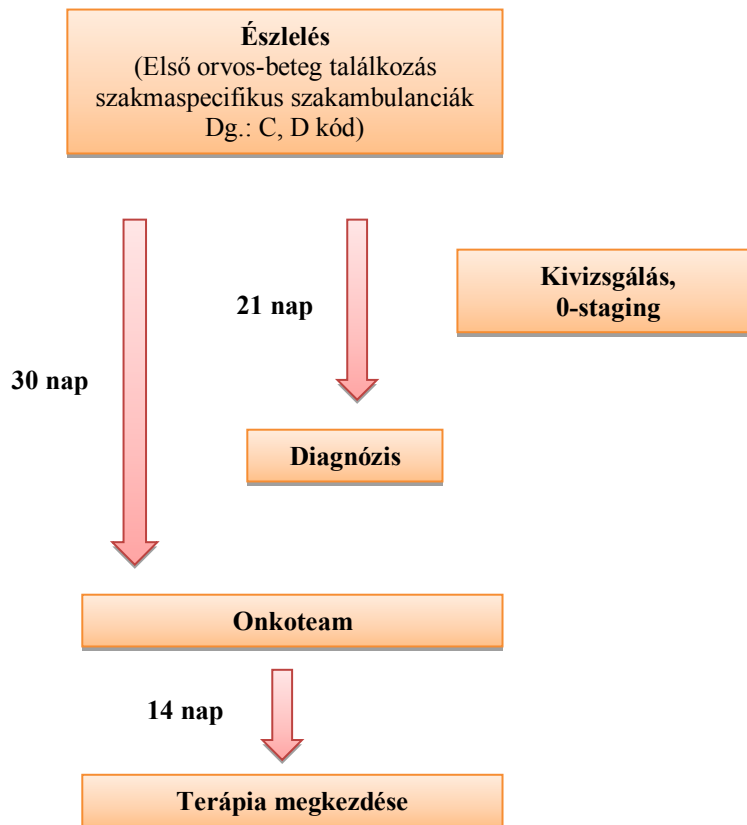 Észlelés
(Első orvos-beteg találkozás
szakmaspecifikus szakambulanciák
Dg.: C, D kód)
Kivizsgálás,
0-staging
21 nap
30 nap
Diagnózis
Onkoteam
14 nap
Terápia megkezdése